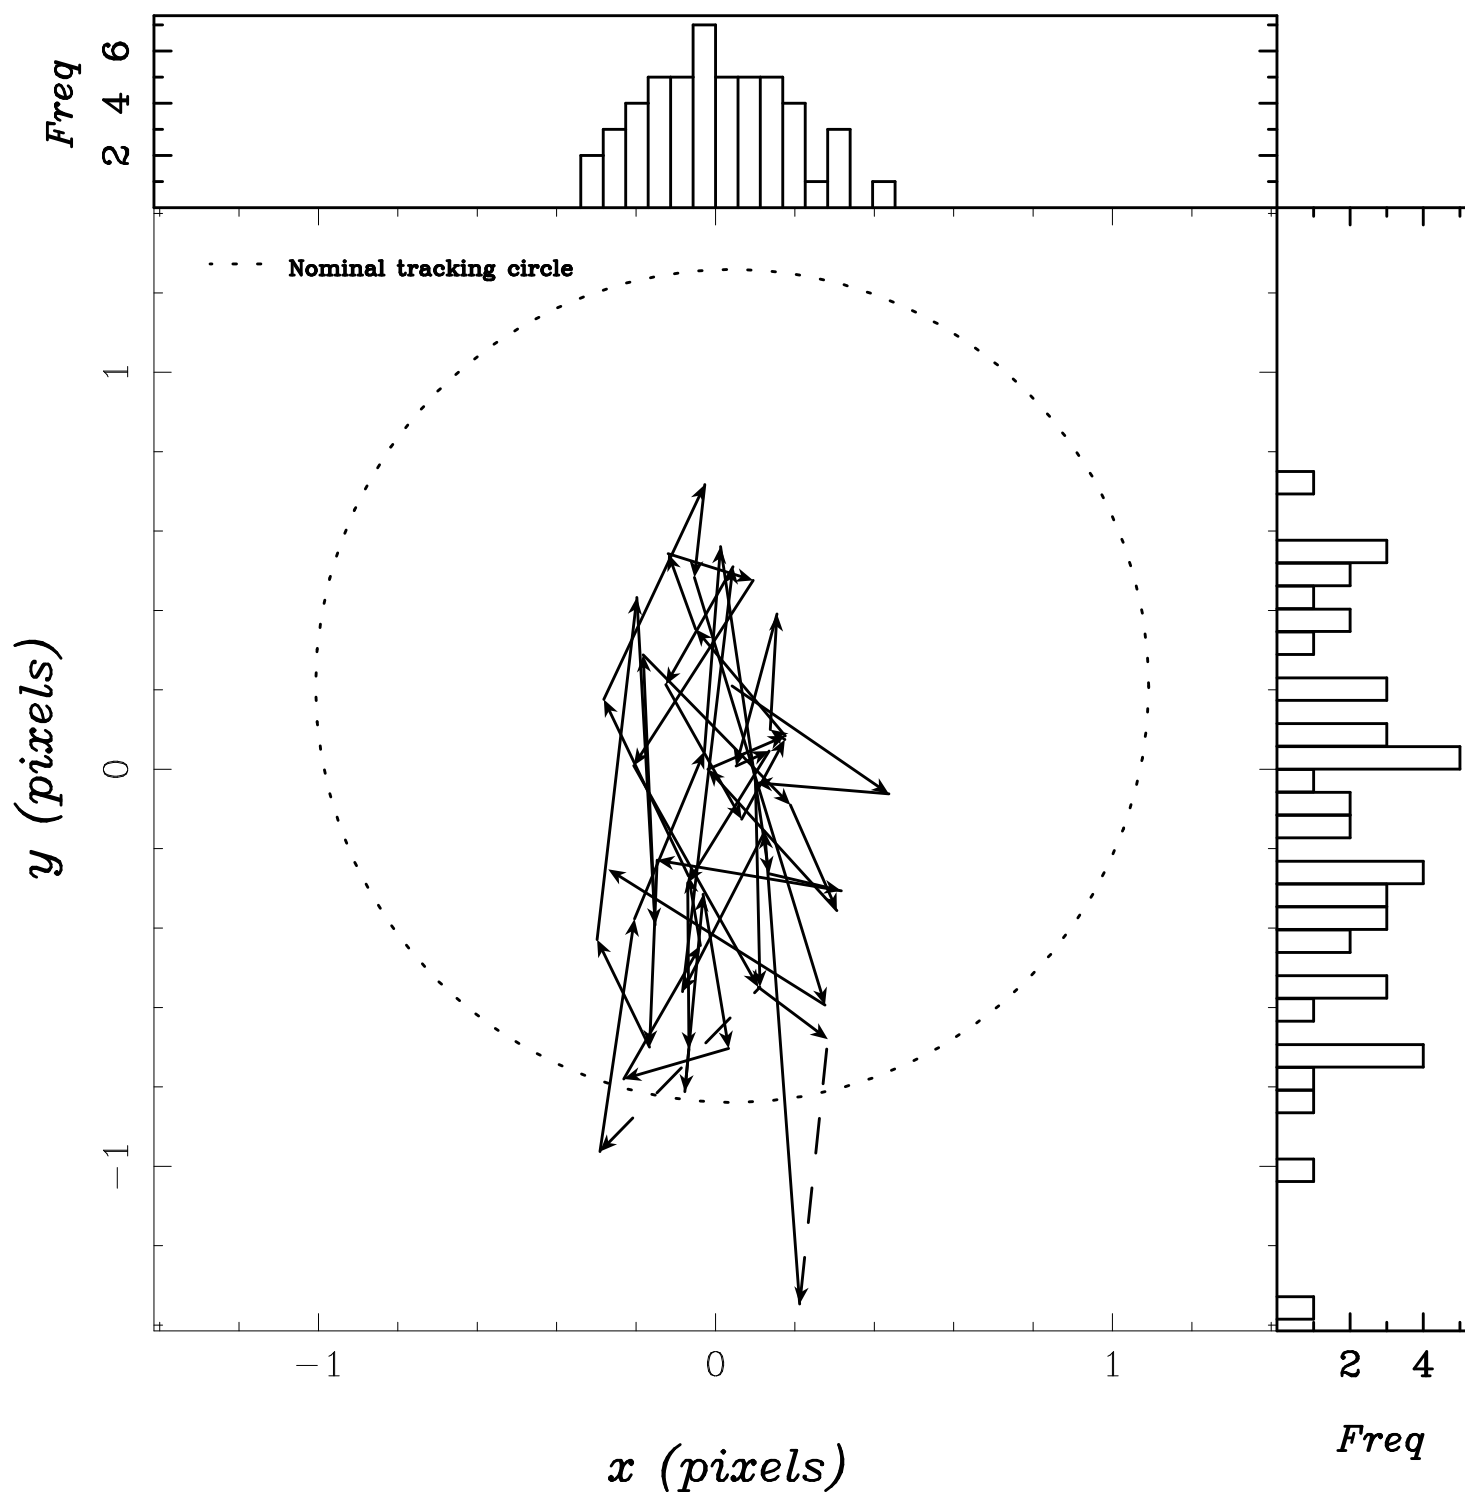 Freq
6
4
2
Nominal tracking circle
1
0
−1
y (pixels)
−1 0 1
x (pixels)
2 4
Freq